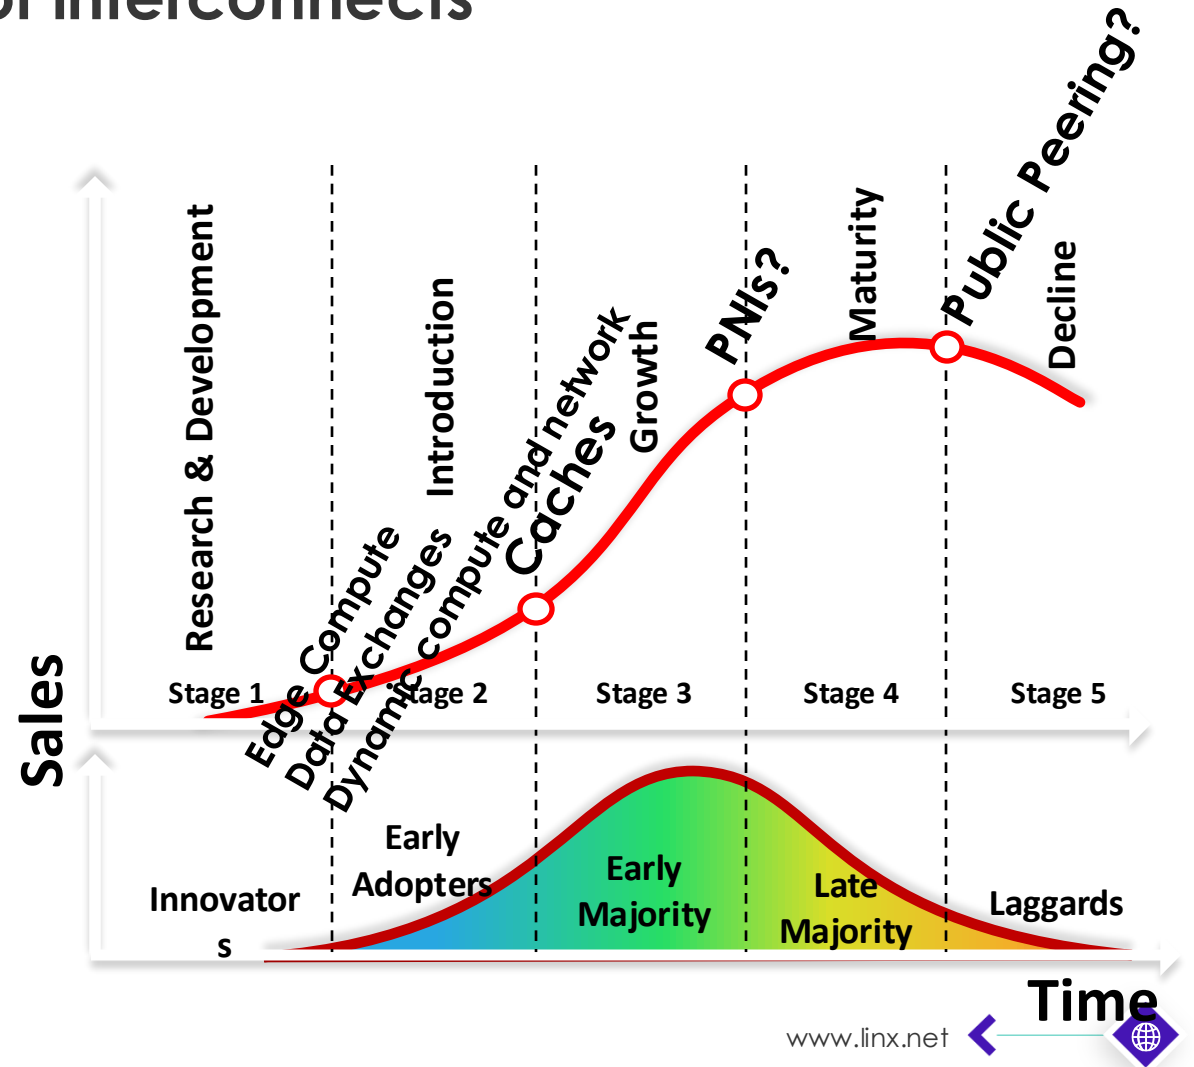 of Interconnects
Public Peering?
Research & Development
Introduction
Growth
PNIs?
Maturity
Decline
Edge Compute
Data Exchanges
Dynamic compute and network
Caches
Sales
Stage 1
Stage 2
Stage 3
Stage 4
Stage 5
Innovator
s
Early
Adopters
Early
Majority
Late
Majority
Laggards
Time
www.linx.net